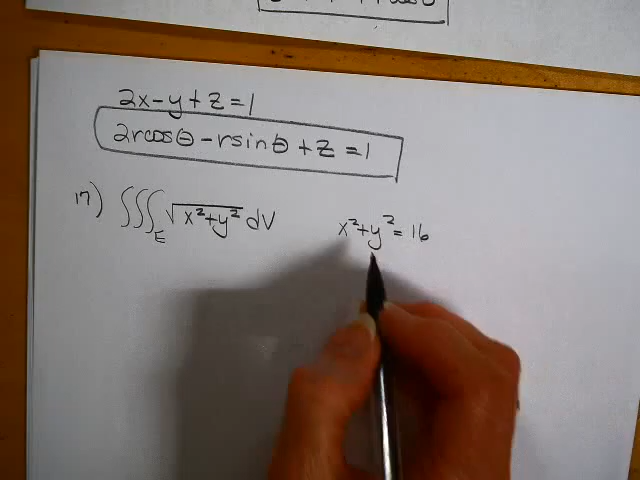 2x - y + z = 1
2rcosθ - rsinθ + z = 1
17) ∫∫∫_E √(x²+y²) dV x²+y² = 16